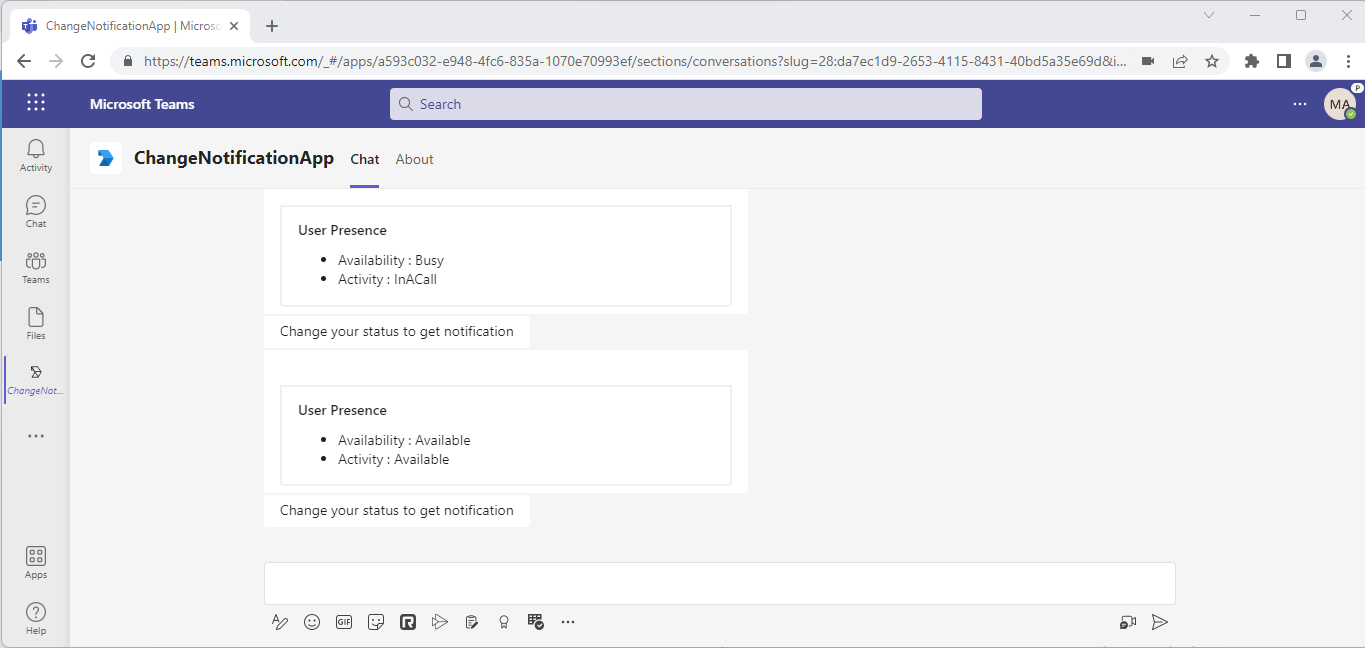 ChangeNotificationApp | Microso
https://teams.microsoft.com/_#/apps/a593c032-e948-4fc6-835a-1070e70993ef/sections/conversations?slug=28:da7ec1d9-2653-4115-8431-40bd5a35e69d&i...
Microsoft Teams
Search
MA
P
Activity
Chat
Teams
Files
ChangeNot...
Apps
Help
ChangeNotificationApp
Chat
About
User Presence
• Availability : Busy
• Activity : InACall
Change your status to get notification
User Presence
• Availability : Available
• Activity : Available
Change your status to get notification
GIF